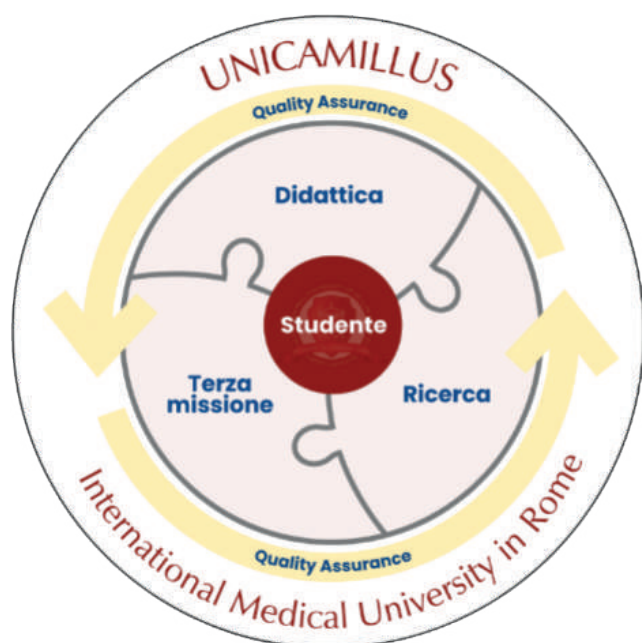 UNICAMILLUS
Quality Assurance
Didattica
Studente
Terza
missione
Ricerca
Quality Assurance
International Medical University in Rome